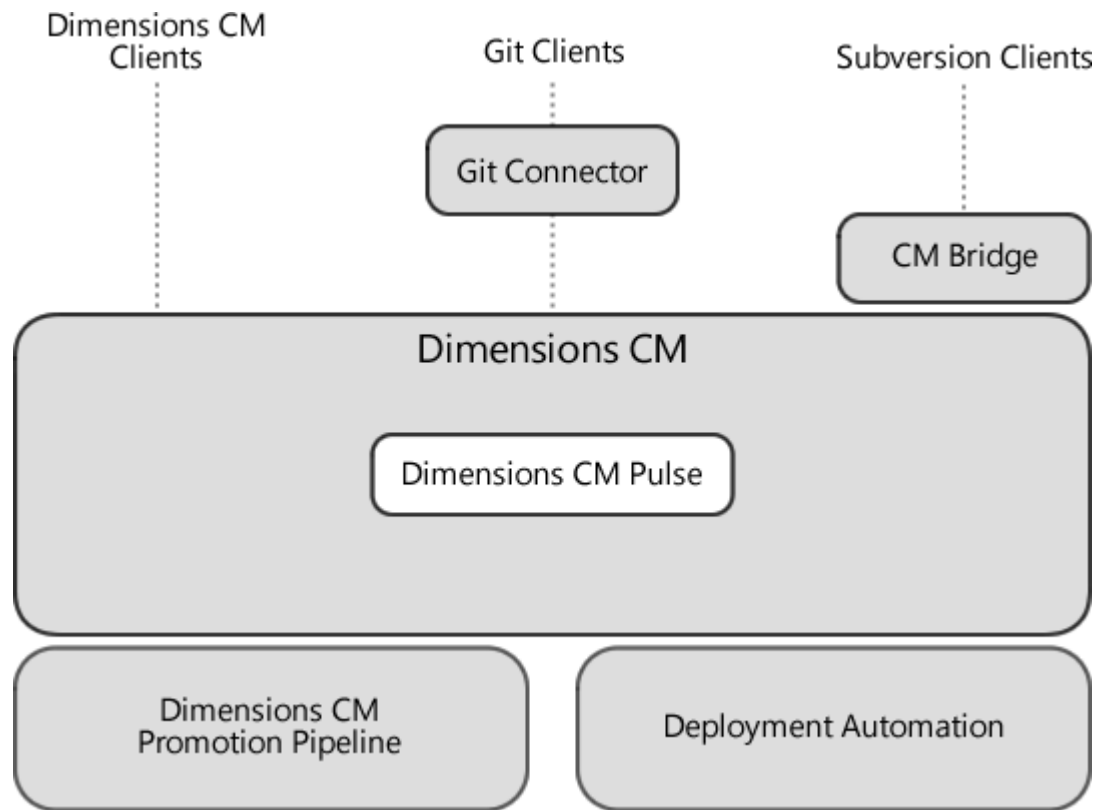 Dimensions CM
Clients
Git Clients
Subversion Clients
Git Connector
CM Bridge
Dimensions CM
Dimensions CM Pulse
Dimensions CM
Promotion Pipeline
Deployment Automation